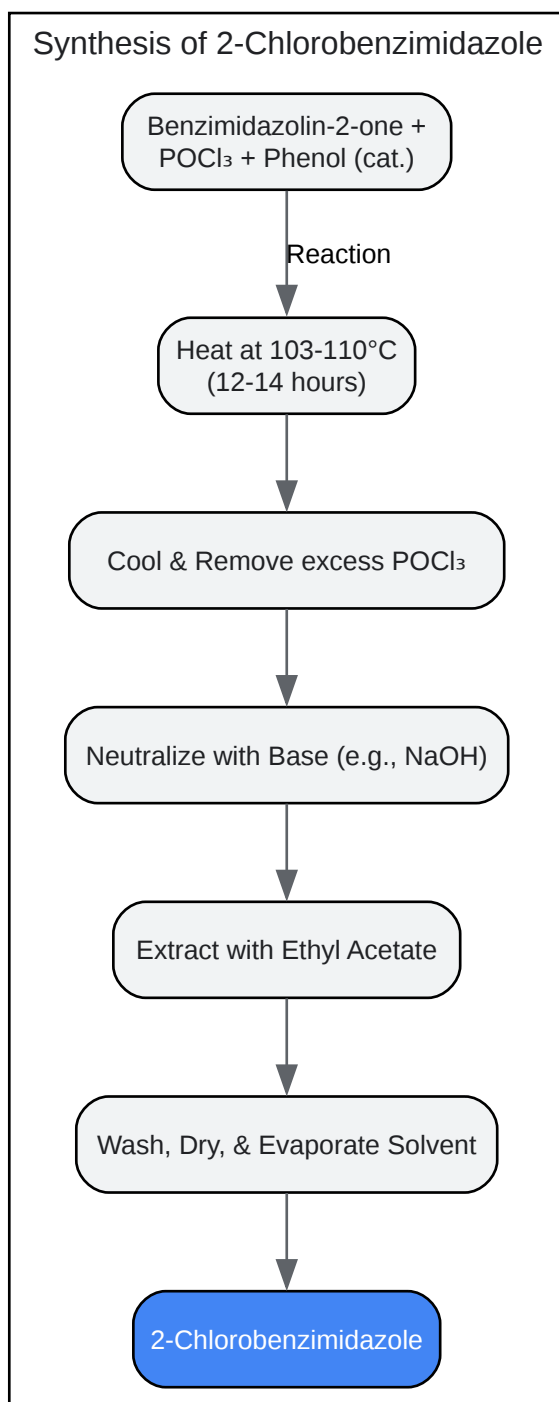 Synthesis of 2-Chlorobenzimidazole
Benzimidazolin-2-one +
POCl₃ + Phenol (cat.)
Reaction
Heat at 103-110°C
(12-14 hours)
Cool & Remove excess POCl₃
Neutralize with Base (e.g., NaOH)
Extract with Ethyl Acetate
Wash, Dry, & Evaporate Solvent
2-Chlorobenzimidazole